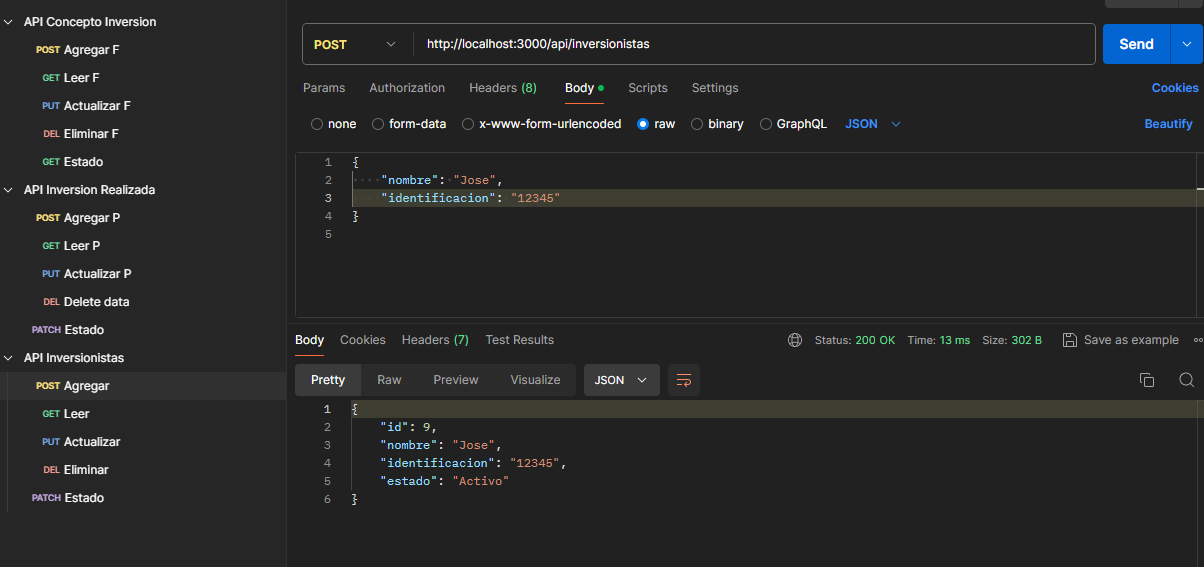 API Concepto Inversion
POST Agregar F
GET Leer F
PUT Actualizar F
DEL Eliminar F
GET Estado
API Inversion Realizada
POST Agregar P
GET Leer P
PUT Actualizar P
DEL Delete data
PATCH Estado
API Inversionistas
POST Agregar
GET Leer
PUT Actualizar
DEL Eliminar
PATCH Estado
POST http://localhost:3000/api/inversionistas Send
Params Authorization Headers (8) Body Scripts Settings Cookies
none form-data x-www-form-urlencoded raw binary GraphQL JSON Beautify
1 {
2 "nombre": "Jose",
3 "identificacion": "12345"
4 }
5
Body Cookies Headers (7) Test Results Status: 200 OK Time: 13 ms Size: 302 B Save as example
Pretty Raw Preview Visualize JSON
1 {
2 "id": 9,
3 "nombre": "Jose",
4 "identificacion": "12345",
5 "estado": "Activo"
6 }